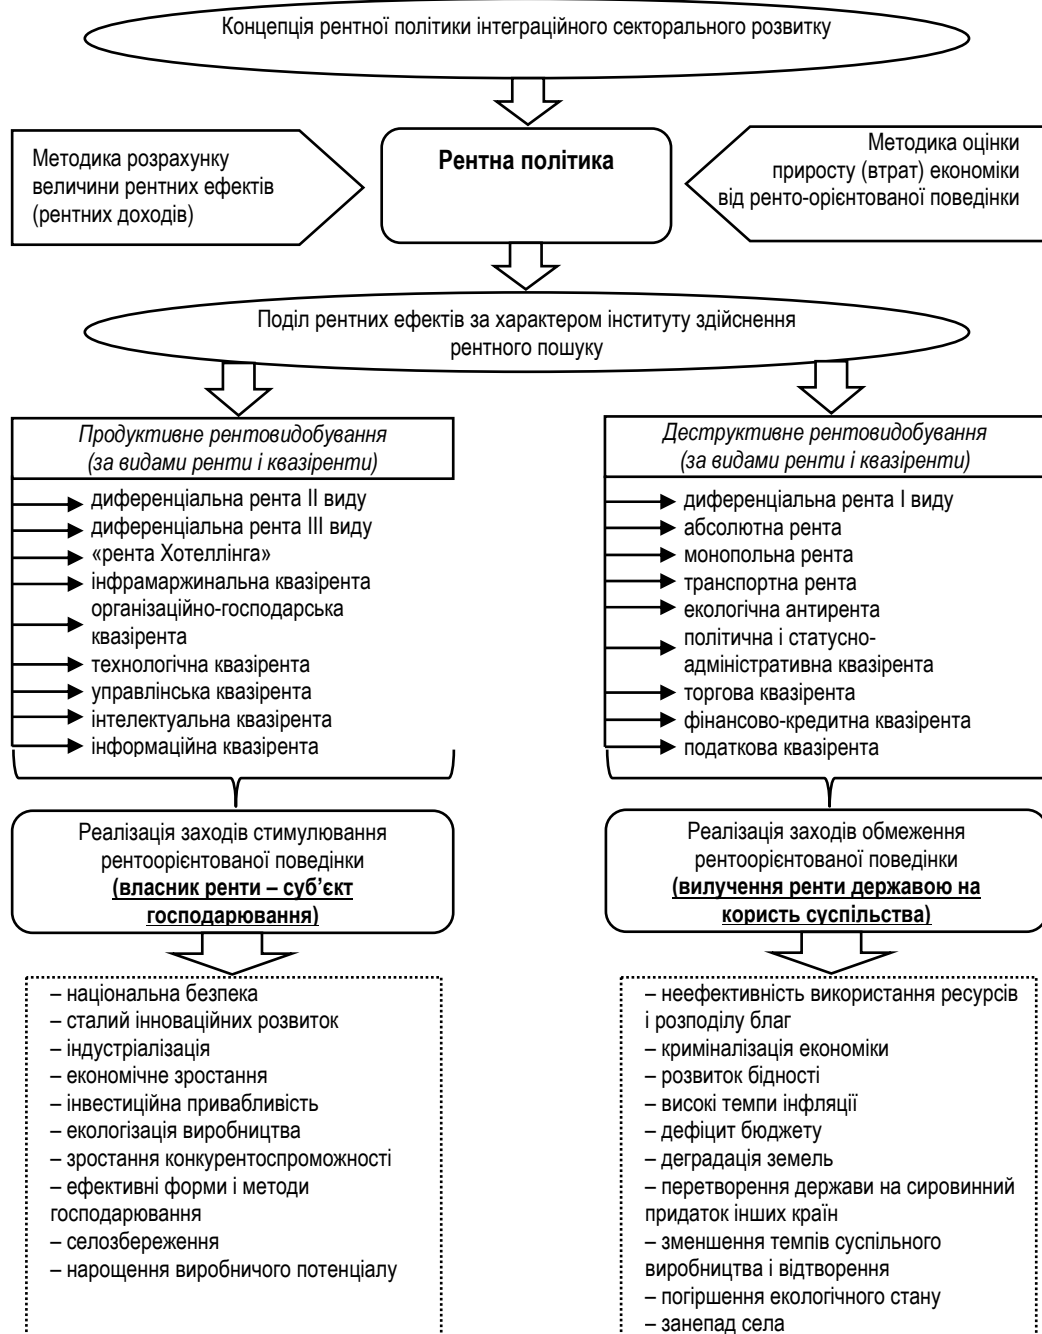 Концепція рентної політики інтеграційного секторального розвитку
Методика розрахунку
величини рентних ефектів
(рентних доходів)
Рентна політика
Методика оцінки
приросту (втрат) економіки
від ренто-орієнтованої поведінки
Поділ рентних ефектів за характером інституту здійснення
рентного пошуку
Продуктивне рентовидобування
(за видами ренти і квазіренти)
диференціальна рента II виду
диференціальна рента III виду
«рента Хотеллінга»
інфрамаржинальна квазірента
організаційно-господарська
квазірента
технологічна квазірента
управлінська квазірента
інтелектуальна квазірента
інформаційна квазірента
Реалізація заходів стимулювання
рентоорієнтованої поведінки
(власник ренти – суб’єкт
господарювання)
– національна безпека
– сталий інноваційних розвиток
– індустріалізація
– економічне зростання
– інвестиційна привабливість
– екологізація виробництва
– зростання конкурентоспроможності
– ефективні форми і методи
господарювання
– селозбереження
– нарощення виробничого потенціалу
Деструктивне рентовидобування
(за видами ренти і квазіренти)
диференціальна рента I виду
абсолютна рента
монопольна рента
транспортна рента
екологічна антирента
політична і статусно-
адміністративна квазірента
торгова квазірента
фінансово-кредитна квазірента
податкова квазірента
Реалізація заходів обмеження
рентоорієнтованої поведінки
(вилучення ренти державою на
користь суспільства)
– неефективність використання ресурсів
і розподілу благ
– криміналізація економіки
– розвиток бідності
– високі темпи інфляції
– дефіцит бюджету
– деградація земель
– перетворення держави на сировинний
придаток інших країн
– зменшення темпів суспільного
виробництва і відтворення
– погіршення екологічного стану
– занепад села